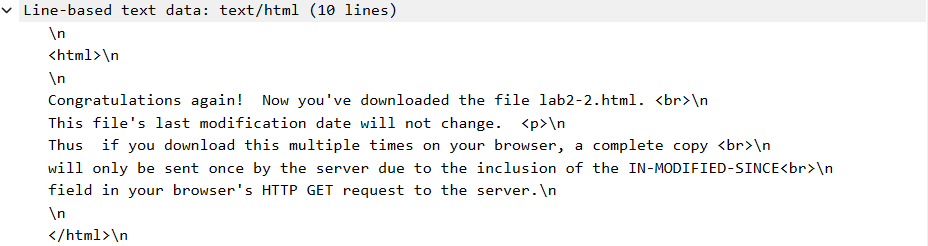 Line-based text data: text/html (10 lines)
\n
<html>\n
\n
Congratulations again!  Now you've downloaded the file lab2-2.html. <br>\n
This file's last modification date will not change.  <p>\n
Thus  if you download this multiple times on your browser, a complete copy <br>\n
will only be sent once by the server due to the inclusion of the IN-MODIFIED-SINCE<br>\n
field in your browser's HTTP GET request to the server.\n
\n
</html>\n